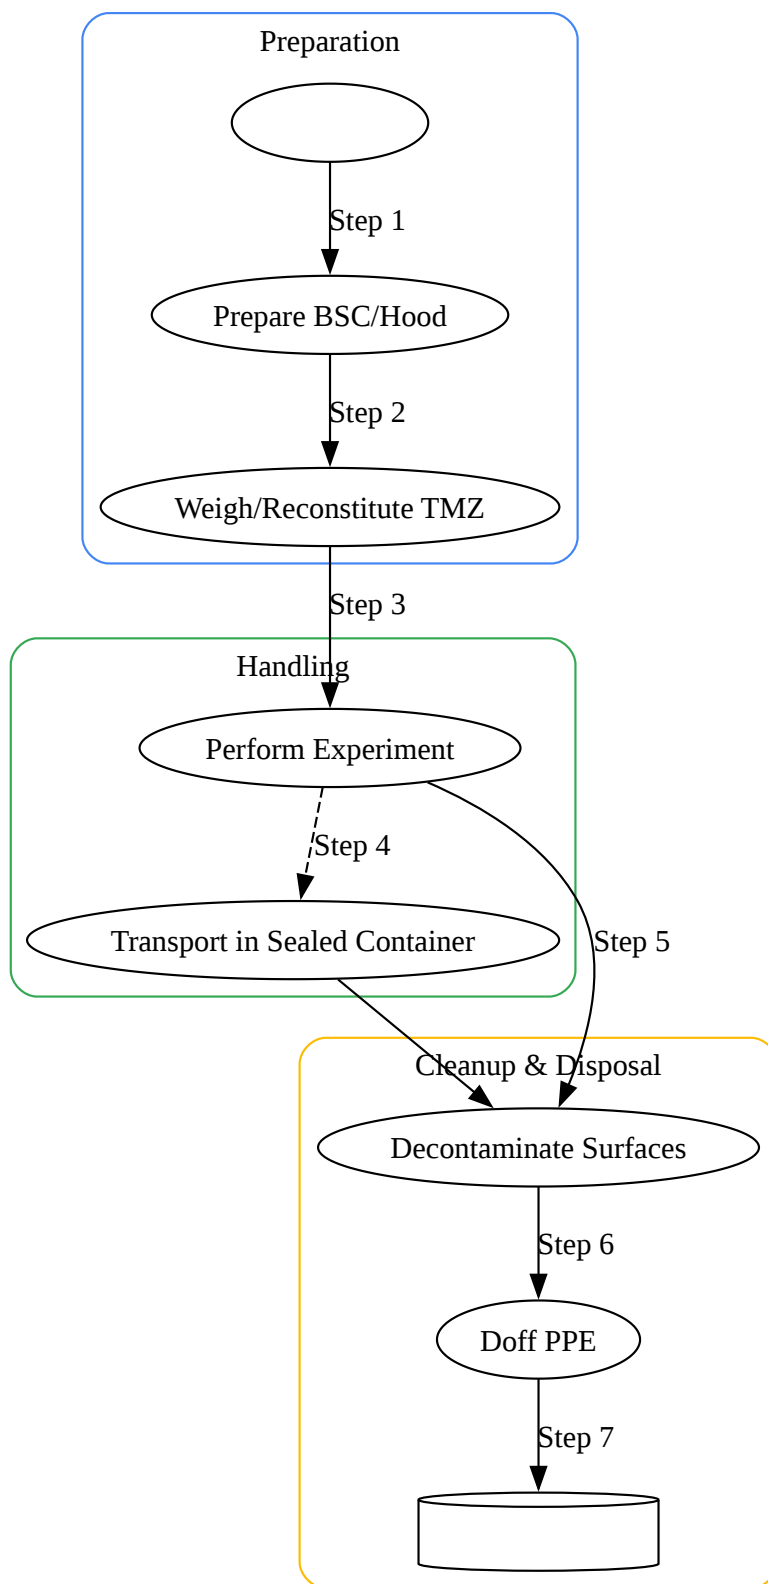 Preparation
Step 1
Prepare BSC/Hood
Step 2
Weigh/Reconstitute TMZ
Step 3
Handling
Perform Experiment
Step 4
Transport in Sealed Container
Step 5
Cleanup & Disposal
Decontaminate Surfaces
Step 6
Doff PPE
Step 7